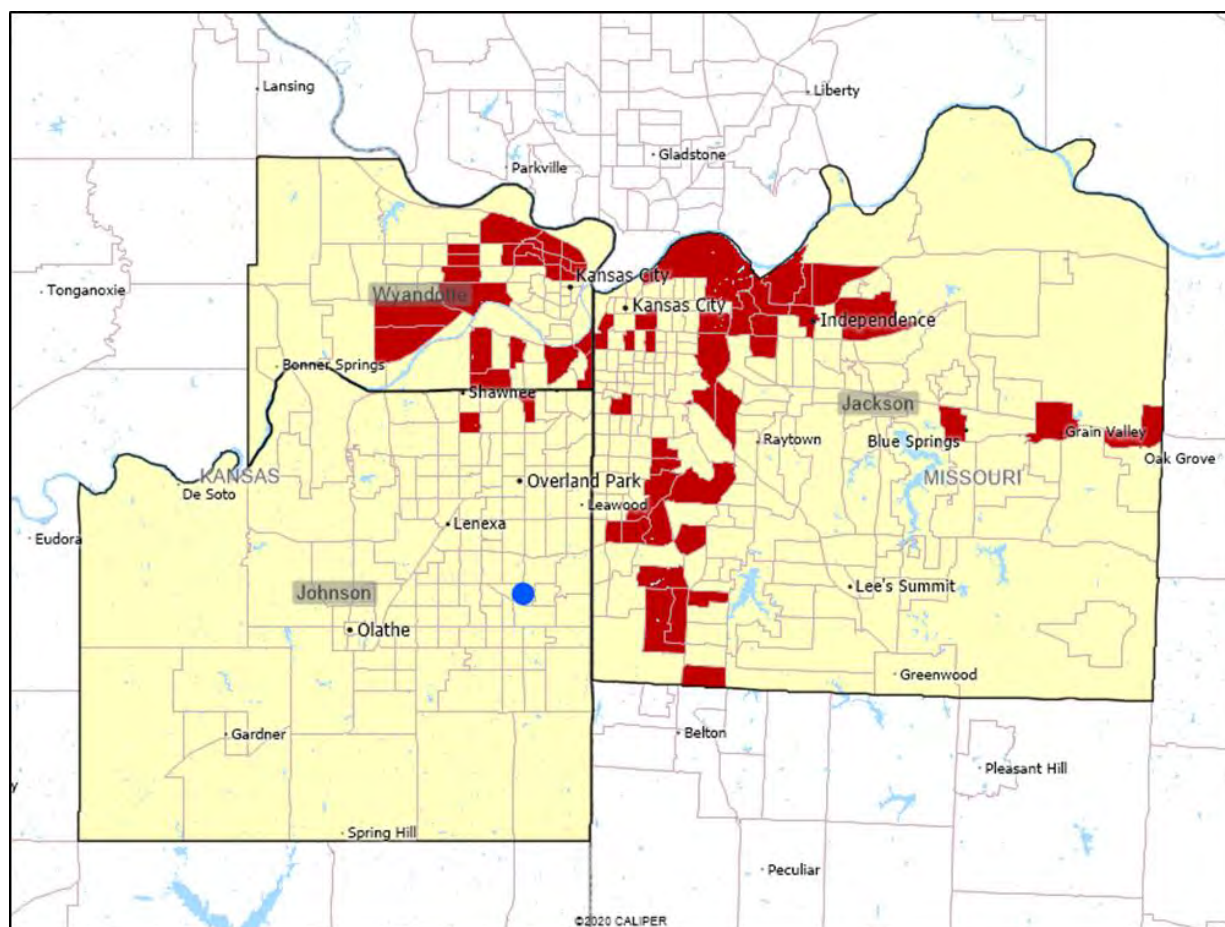 Lansing
Liberty
Gladstone
Parkville
Kansas City
Tonganoxie
Wyandotte
Kansas City
Independence
Bonner Springs
Shawnee
Jackson
Grain Valley
Raytown
Blue Springs
Oak Grove
KANSAS
MISSOURI
Overland Park
De Soto
Leawood
Lenexa
Eudora
Lee's Summit
Johnson
Olathe
Greenwood
Gardner
Belton
Pleasant Hill
y
Spring Hill
Peculiar
©2020 CALIPER